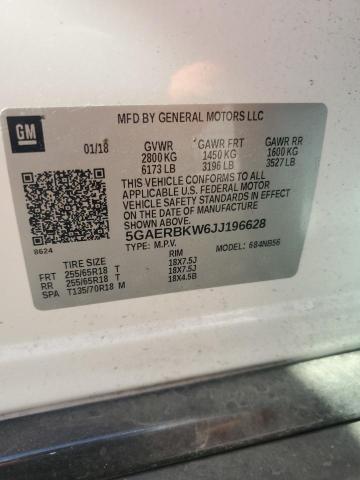 GM
MFD BY GENERAL MOTORS LLC
01/18 GVWR GAWR FRT GAWR RR
2800 KG 1450 KG 1600 KG
6173 LB 3196 LB 3527 LB
THIS VEHICLE CONFORMS TO ALL APPLICABLE
U.S. FEDERAL MOTOR VEHICLE SAFETY
AND THEFT PREVENTION STANDARDS IN EFFECT
ON THE DATE OF MANUFACTURE SHOWN ABOVE.
5GAERBKW6JJ196628
8624
TYPE: M.P.V. MODEL: 684NB56
TIRE SIZE RIM
FRT 255/65R18 T 18X7.5J
RR 255/65R18 T 18X7.5J
SPA T135/70R18 M 18X4.5B